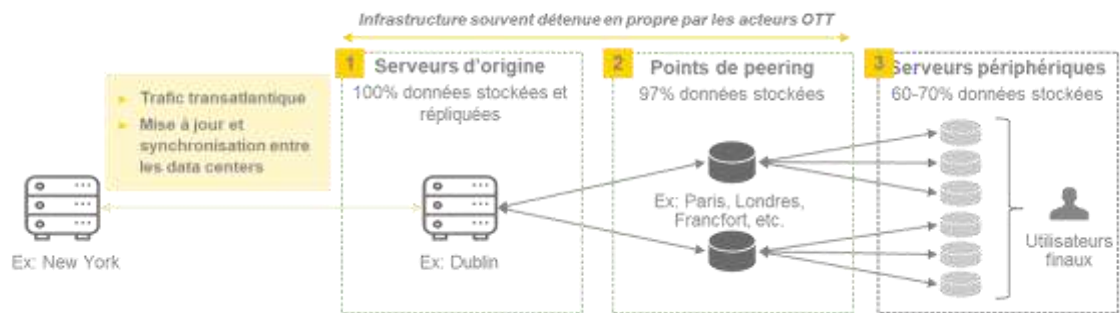 Infrastructure souvent détenue en propre par les acteurs OTT
1
Serveurs d'origine
100% données stockées et
répliquées
2
Points de peering
97% données stockées
3
Serveurs périphériques
60-70% données stockées
► Trafic transatlantique
► Mise à jour et
synchronisation entre
les data centers
Ex: New York
Ex: Dublin
Ex: Paris, Londres,
Francfort, etc.
Utilisateurs
finaux